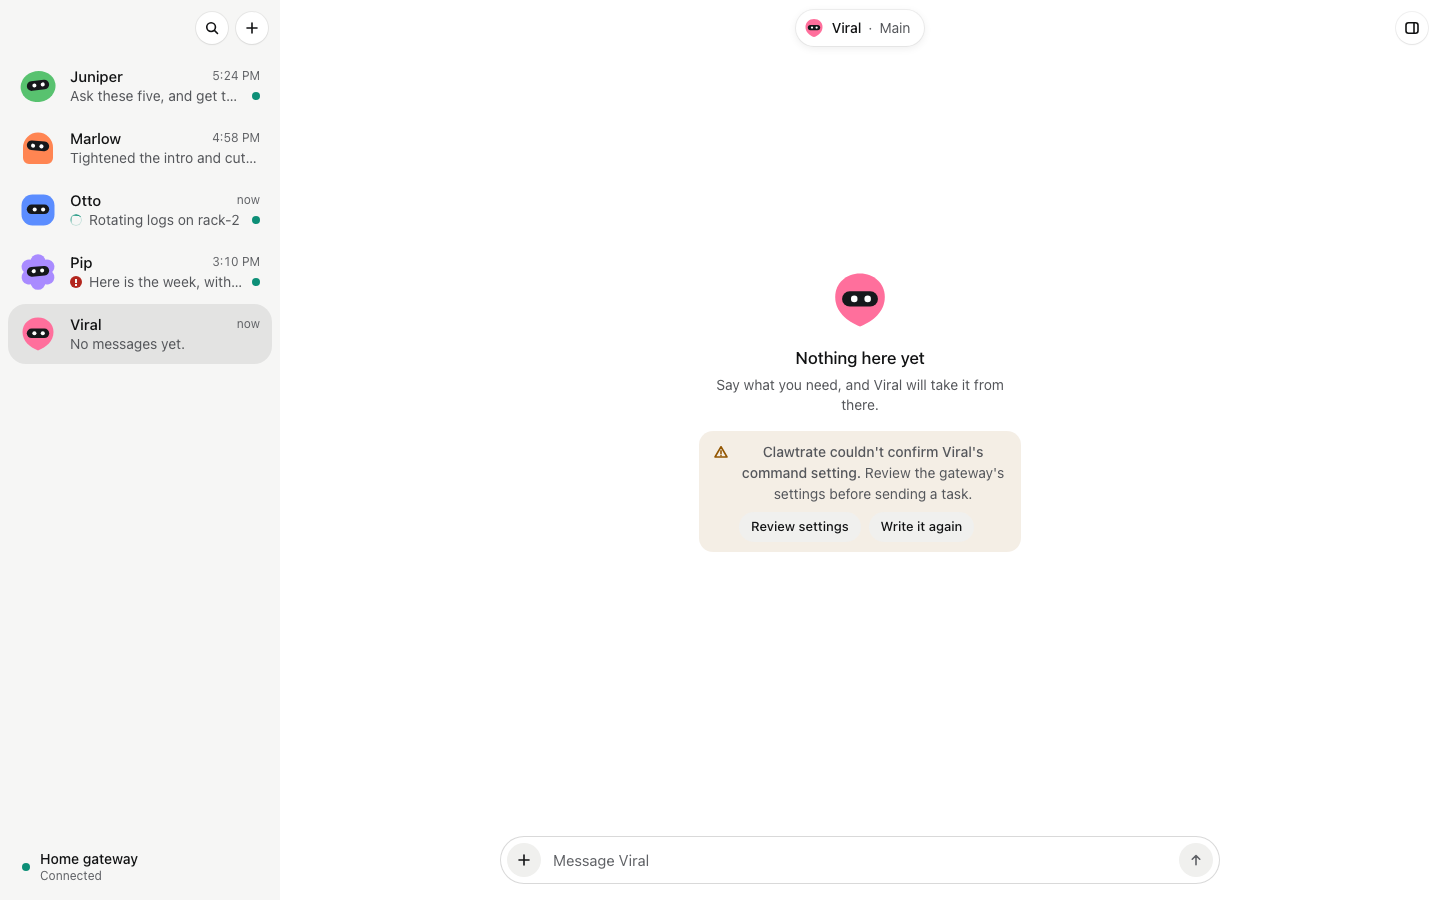 Juniper
5:24 PM
Ask these five, and get t...
Marlow
4:58 PM
Tightened the intro and cut...
Otto
now
Rotating logs on rack-2
Pip
3:10 PM
Here is the week, with...
Viral
now
No messages yet.
Home gateway
Connected
Viral · Main
Nothing here yet
Say what you need, and Viral will take it from
there.
Clawtrate couldn't confirm Viral's
command setting. Review the gateway's
settings before sending a task.
Review settings
Write it again
Message Viral